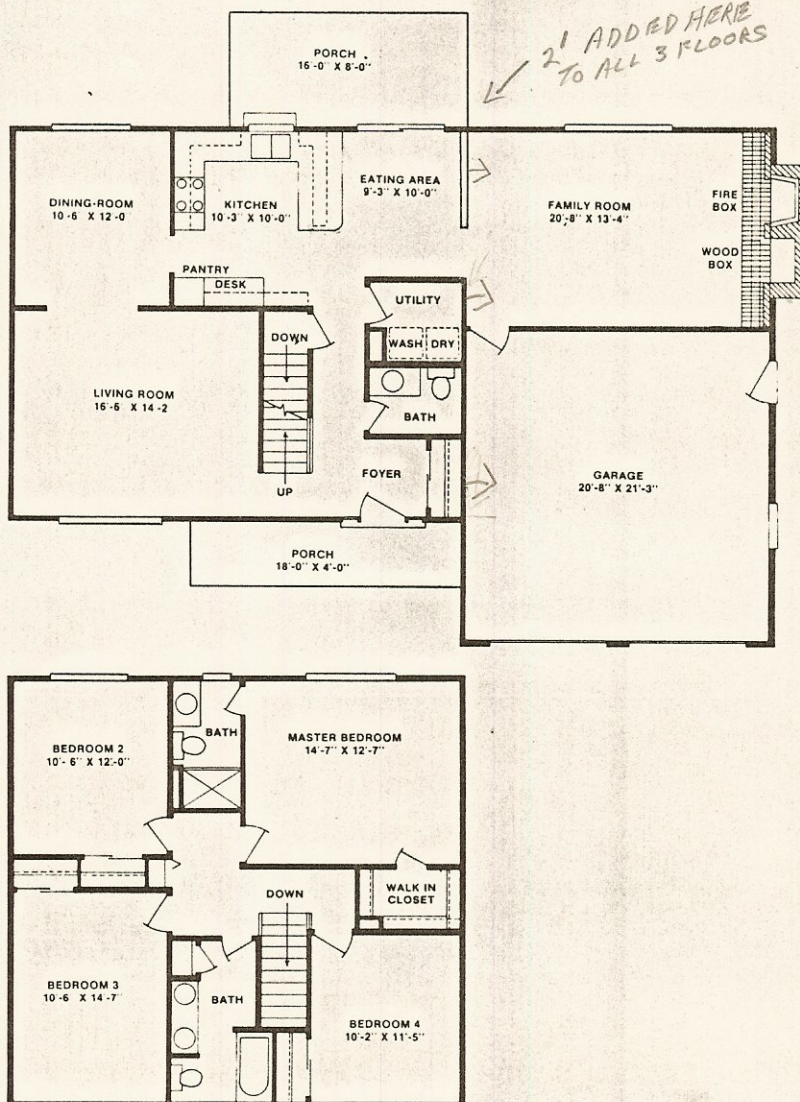 PORCH
16'-0" X 8'-0"
2' ADDED HERE
TO ALL 3 FLOORS
DINING-ROOM
10-6" X 12-0
KITCHEN
10'-3" X 10'-0"
EATING AREA
9'-3" X 10'-0"
FAMILY ROOM
20'-8" X 13'-4"
FIRE
BOX
WOOD
BOX
PANTRY
DESK
UTILITY
WASH DRY
DOWN
LIVING ROOM
16'-6 X 14-2
BATH
FOYER
UP
GARAGE
20'-8" X 21'-3"
PORCH
18'-0" X 4'-0"
BEDROOM 2
10'-6" X 12'-0"
BATH
MASTER BEDROOM
14'-7" X 12'-7"
WALK IN
CLOSET
DOWN
BEDROOM 3
10'-6 X 14'-7"
BATH
BEDROOM 4
10'-2" X 11'-5"